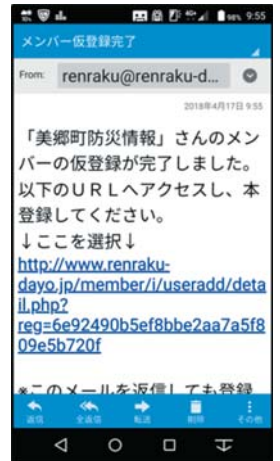 98% 9:55
メンバー仮登録完了
From: renraku@renraku-d...
2018年4月17日 9:55
「美郷町防災情報」さんのメン
バーの仮登録が完了しました。
以下のＵＲＬへアクセスし、本
登録してください。
↓ここを選択↓
http://www.renraku-
dayo.jp/member/i/useradd/deta
il.php?
reg=6e92490b5ef8bbe2aa7a5f8
09e5b720f
※このメールを返信しても登録
返信 全返信 転送 削除 その他